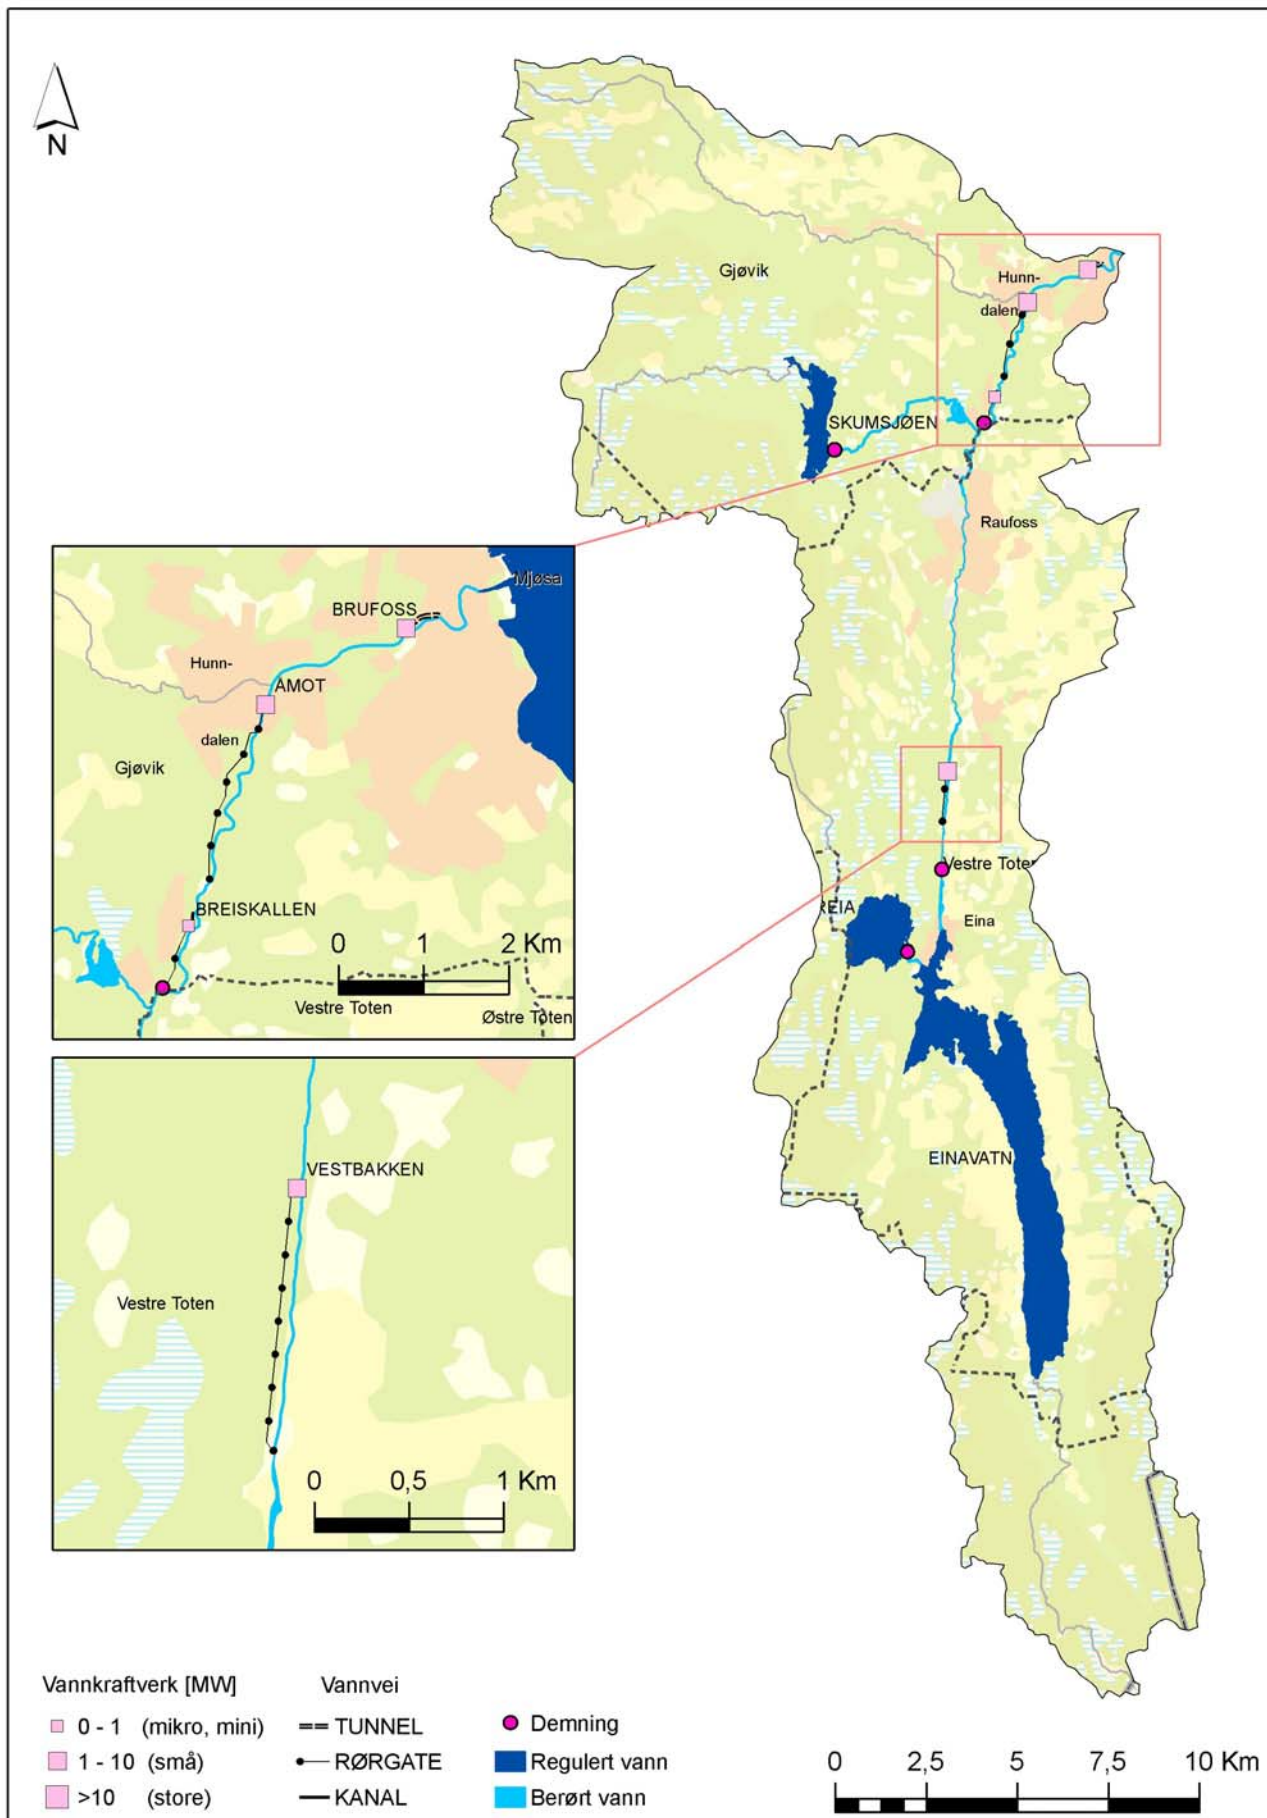 N
Gjøvik
Hunn-
dalen
SKUMSJØEN
Raufoss
Mjøsa
BRUFOSS
Hunn-
ÅMOT
dalen
Gjøvik
BREISKALLEN
0 1 2 Km
Vestre Toten
Østre Toten
Vestre Toten
REIA
Eina
EINAVATN
VESTBAKKEN
Vestre Toten
0 0,5 1 Km
Vannkraftverk [MW]
0 - 1 (mikro, mini)
1 - 10 (små)
>10 (store)
Vannvei
TUNNEL
RØRGATE
KANAL
Demning
Regulert vann
Berørt vann
0 2,5 5 7,5 10 Km